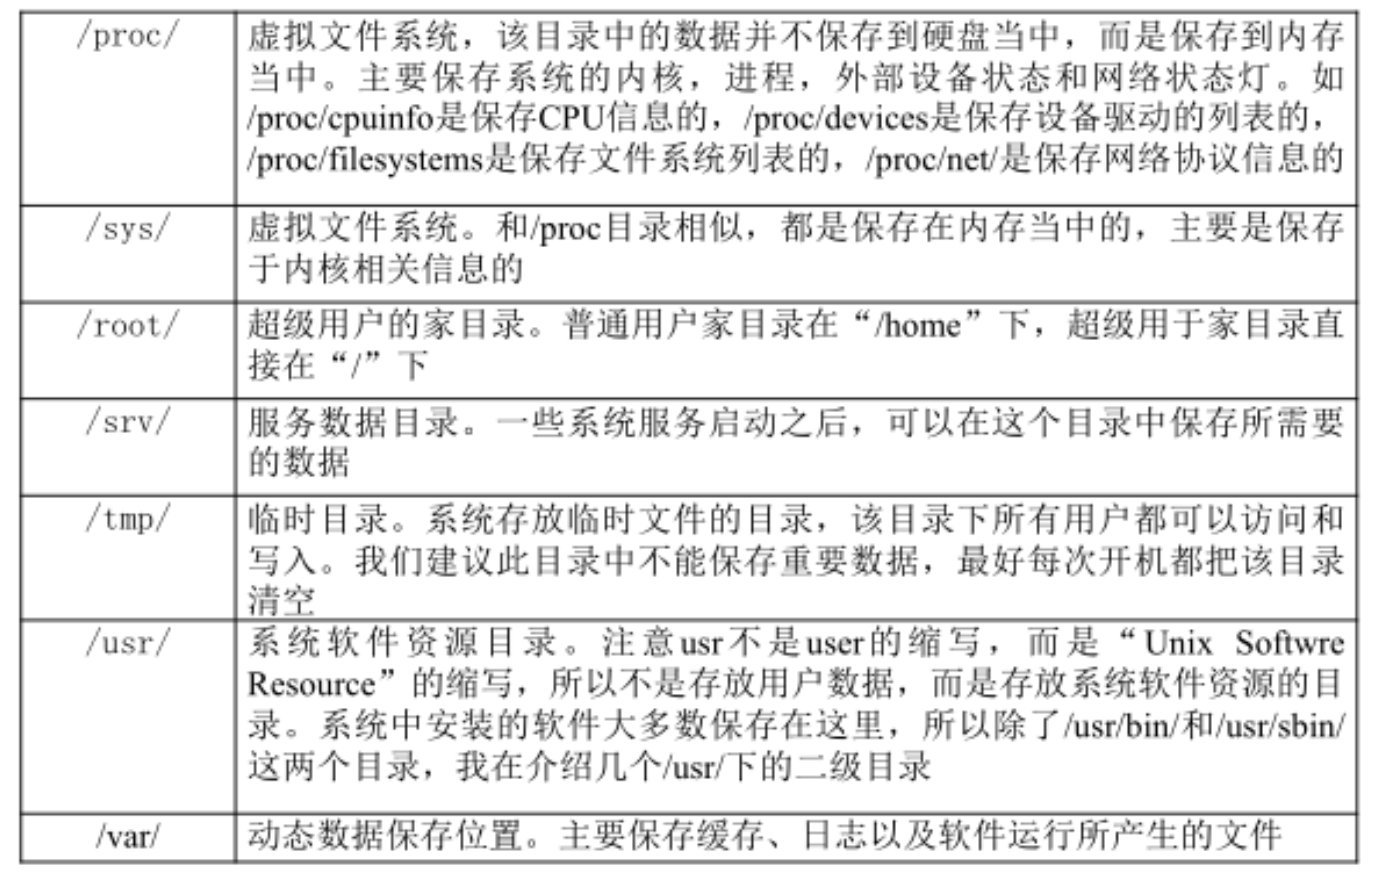 /proc/ 虚拟文件系统，该目录中的数据并不保存到硬盘当中，而是保存到内存
当中。主要保存系统的内核，进程，外部设备状态和网络状态灯。如
/proc/cpuinfo是保存CPU信息的，/proc/devices是保存设备驱动的列表的，
/proc/filesystems是保存文件系统列表的，/proc/net/是保存网络协议信息的
/sys/ 虚拟文件系统。和/proc目录相似，都是保存在内存当中的，主要是保存
于内核相关信息的
/root/ 超级用户的家目录。普通用户家目录在“/home”下，超级用于家目录直
接在“/”下
/srv/ 服务数据目录。一些系统服务启动之后，可以在这个目录中保存所需要
的数据
/tmp/ 临时目录。系统存放临时文件的目录，该目录下所有用户都可以访问和
写入。我们建议此目录中不能保存重要数据，最好每次开机都把该目录
清空
/usr/ 系统软件资源目录。注意usr不是user的缩写，而是“Unix Softwre
Resource”的缩写，所以不是存放用户数据，而是存放系统软件资源的目
录。系统中安装的软件大多数保存在这里，所以除了/usr/bin/和/usr/sbin/
这两个目录，我在介绍几个/usr/下的二级目录
/var/ 动态数据保存位置。主要保存缓存、日志以及软件运行所产生的文件